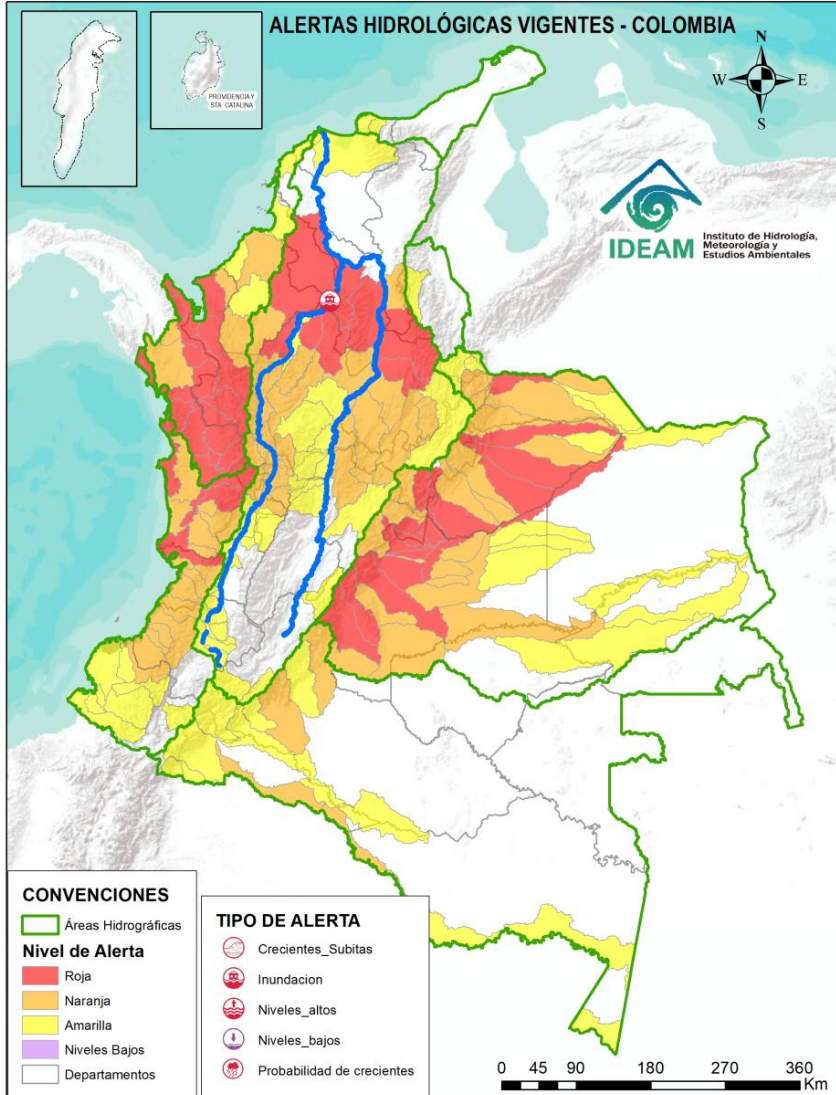 ALERTAS HIDROLÓGICAS VIGENTES - COLOMBIA
PROVIDENCIA Y
STA. CATALINA
N
W
E
S
IDEAM
Instituto de Hidrología,
Meteorología y
Estudios Ambientales
CONVENCIONES
Áreas Hidrográficas
Nivel de Alerta
Roja
Naranja
Amarilla
Niveles Bajos
Departamentos
TIPO DE ALERTA
Crecientes_Subitas
Inundacion
Niveles_altos
Niveles_bajos
Probabilidad de crecientes
0 45 90 180 270 360
Km